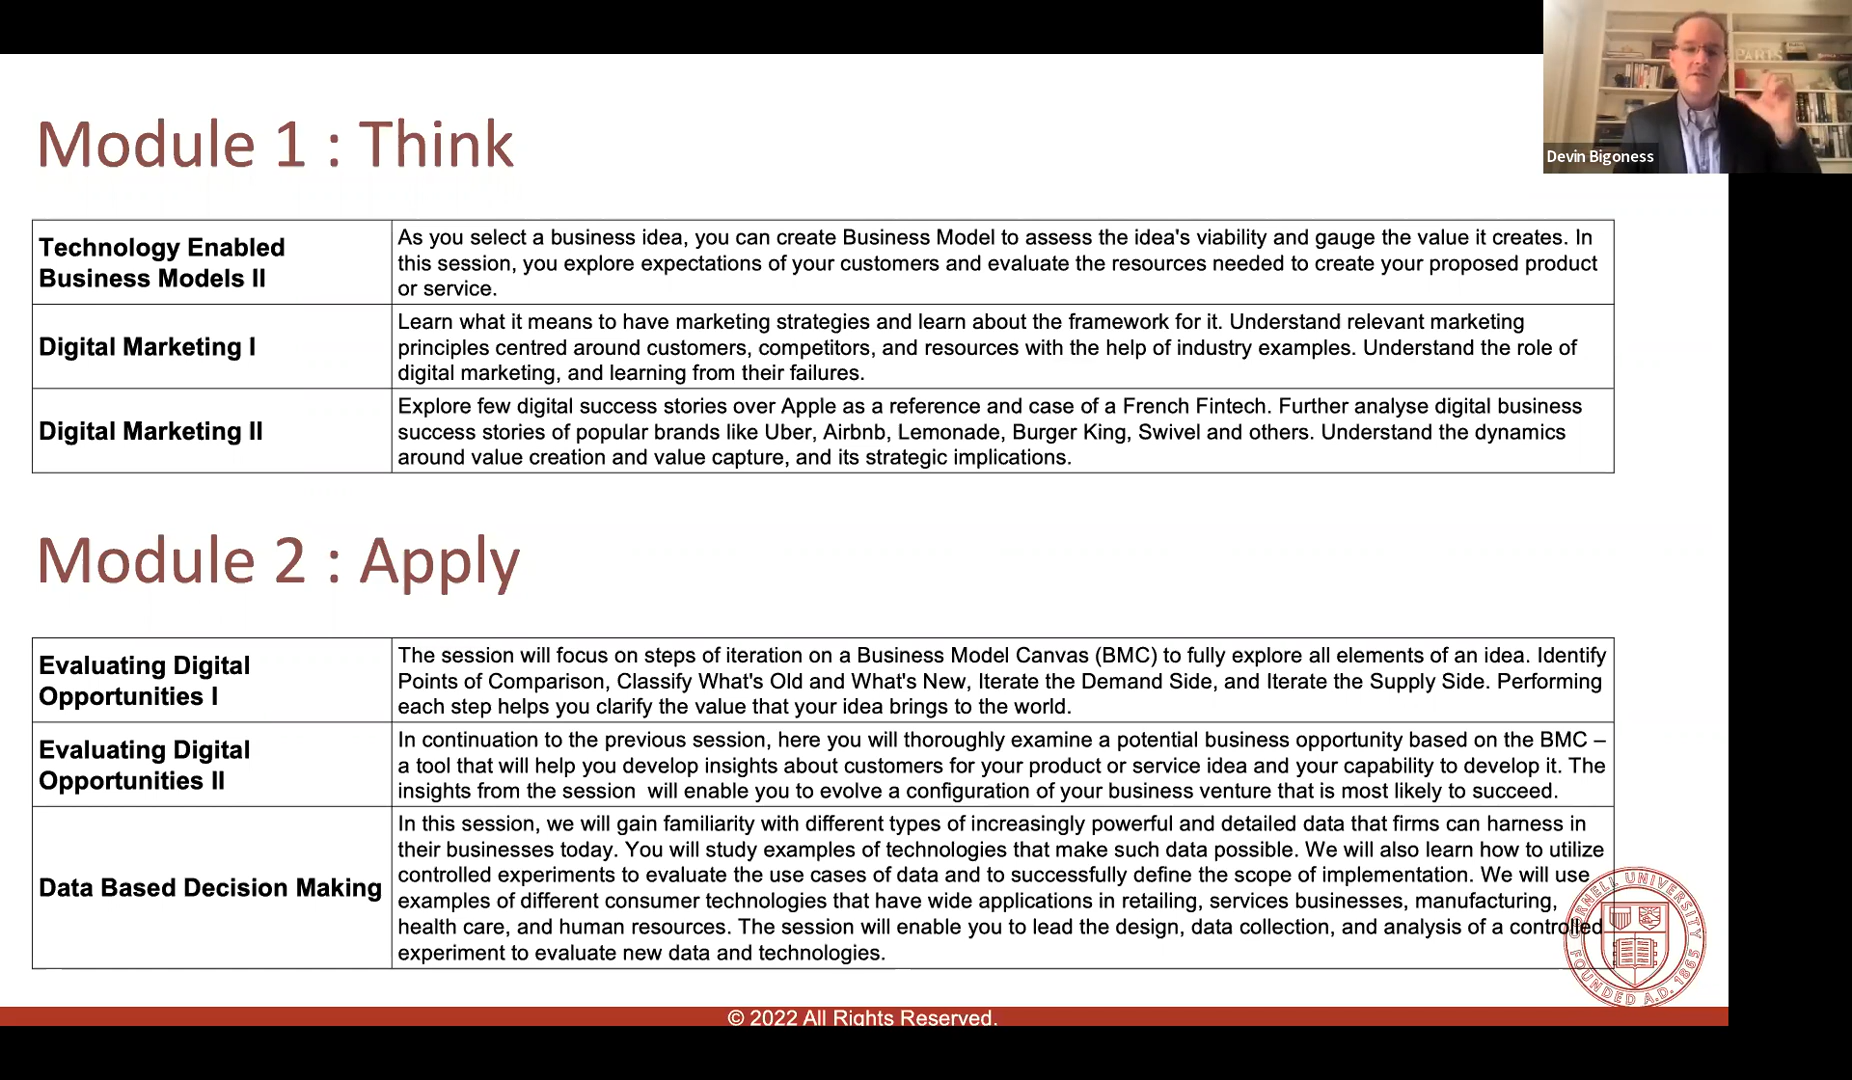 PARIS
Devin Bigoness
Module 1 : Think
Technology Enabled
Business Models II
As you select a business idea, you can create Business Model to assess the idea's viability and gauge the value it creates. In
this session, you explore expectations of your customers and evaluate the resources needed to create your proposed product
or service.
Digital Marketing I
Learn what it means to have marketing strategies and learn about the framework for it. Understand relevant marketing
principles centred around customers, competitors, and resources with the help of industry examples. Understand the role of
digital marketing, and learning from their failures.
Digital Marketing II
Explore few digital success stories over Apple as a reference and case of a French Fintech. Further analyse digital business
success stories of popular brands like Uber, Airbnb, Lemonade, Burger King, Swivel and others. Understand the dynamics
around value creation and value capture, and its strategic implications.
Module 2 : Apply
Evaluating Digital
Opportunities I
The session will focus on steps of iteration on a Business Model Canvas (BMC) to fully explore all elements of an idea. Identify
Points of Comparison, Classify What's Old and What's New, Iterate the Demand Side, and Iterate the Supply Side. Performing
each step helps you clarify the value that your idea brings to the world.
Evaluating Digital
Opportunities II
In continuation to the previous session, here you will thoroughly examine a potential business opportunity based on the BMC –
a tool that will help you develop insights about customers for your product or service idea and your capability to develop it. The
insights from the session  will enable you to evolve a configuration of your business venture that is most likely to succeed.
Data Based Decision Making
In this session, we will gain familiarity with different types of increasingly powerful and detailed data that firms can harness in
their businesses today. You will study examples of technologies that make such data possible. We will also learn how to utilize
controlled experiments to evaluate the use cases of data and to successfully define the scope of implementation. We will use
examples of different consumer technologies that have wide applications in retailing, services businesses, manufacturing,
health care, and human resources. The session will enable you to lead the design, data collection, and analysis of a controlled
experiment to evaluate new data and technologies.
CORNELL UNIVERSITY
FOUNDED A.D. 1865
© 2022 All Rights Reserved.